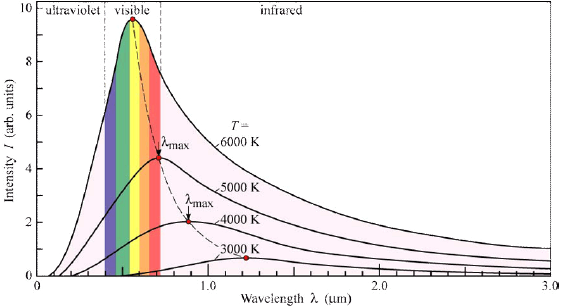 ultraviolet visible infrared
10
8
6
4
2
0
Intensity I (arb. units)
T =
6000 K
λmax
5000 K
λmax
4000 K
3000 K
0 1.0 2.0 3.0
Wavelength λ (μm)